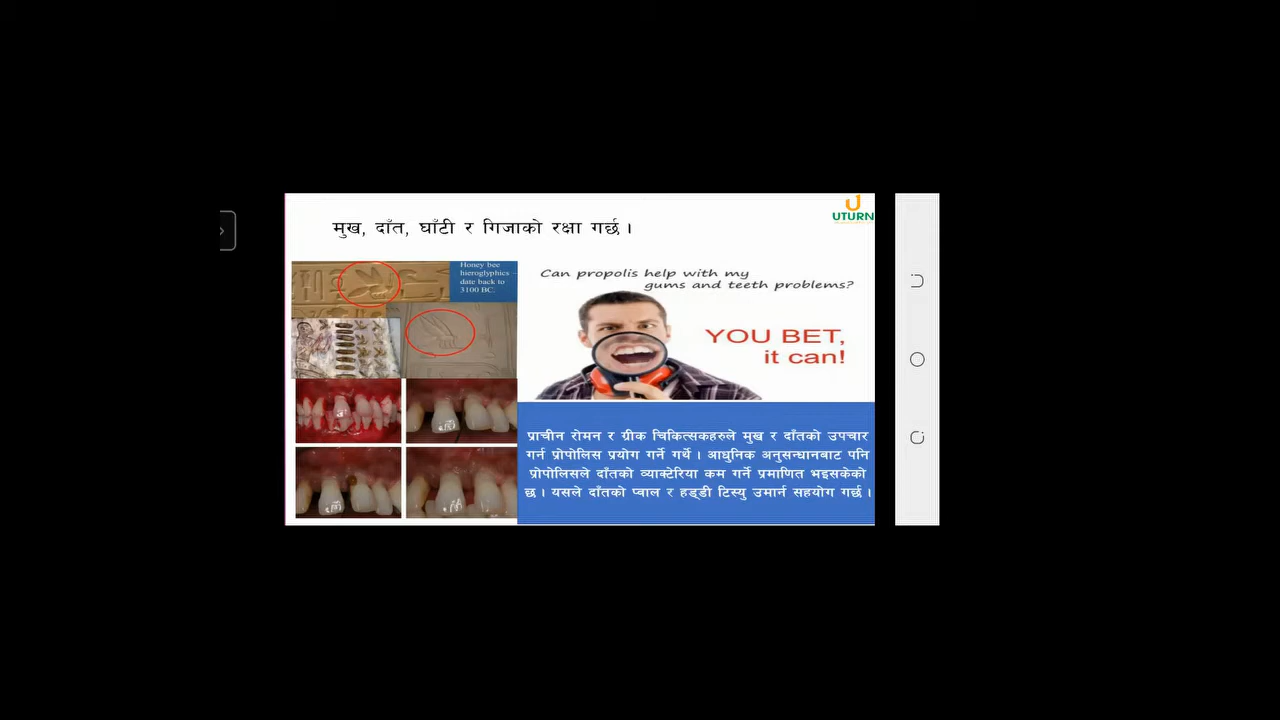 UTURN
मुख, दाँत, घाँटी र गिजाको रक्षा गर्छ ।
Honey bee
hieroglyphics
date back to
3100 BC.
Can propolis help with my
gums and teeth problems?
YOU BET,
it can!
प्राचीन रोमन र ग्रीक चिकित्सकहरुले मुख र दाँतको उपचार
गर्न प्रोपोलिस प्रयोग गर्ने गर्थे । आधुनिक अनुसन्धानबाट पनि
प्रोपोलिसले दाँतको व्याक्टेरिया कम गर्ने प्रमाणित भइसकेको
छ । यसले दाँतको प्वाल र हड्डी टिस्यु उमार्न सहयोग गर्छ ।